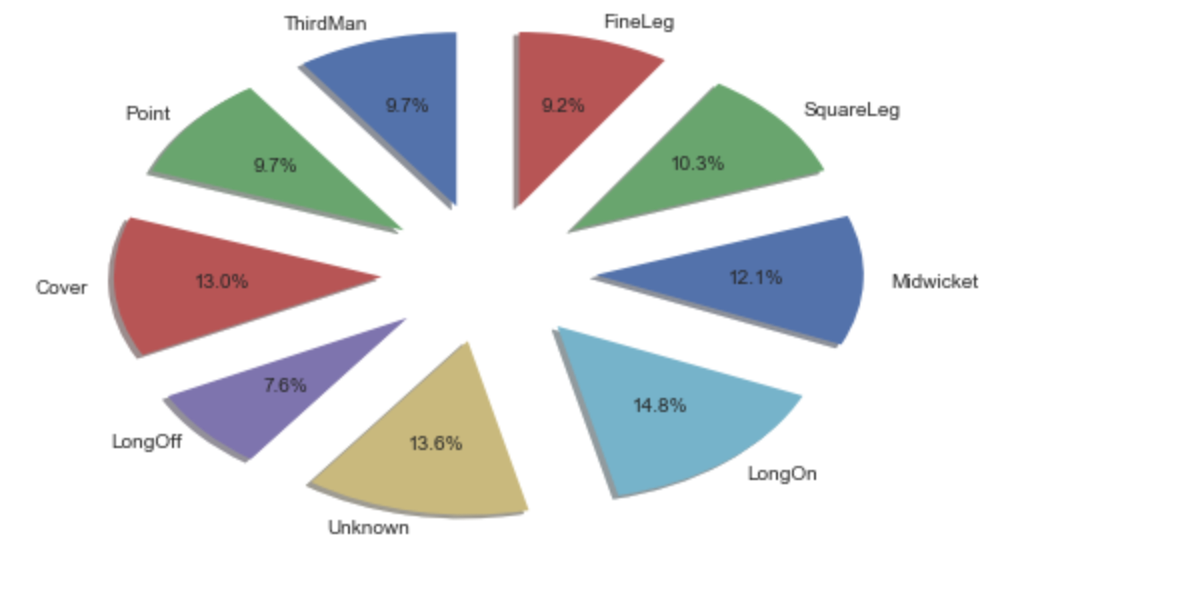 ThirdMan
FineLeg
9.7%
9.2%
Point
SquareLeg
9.7%
10.3%
Cover
13.0%
12.1%
Midwicket
7.6%
14.8%
LongOff
13.6%
LongOn
Unknown